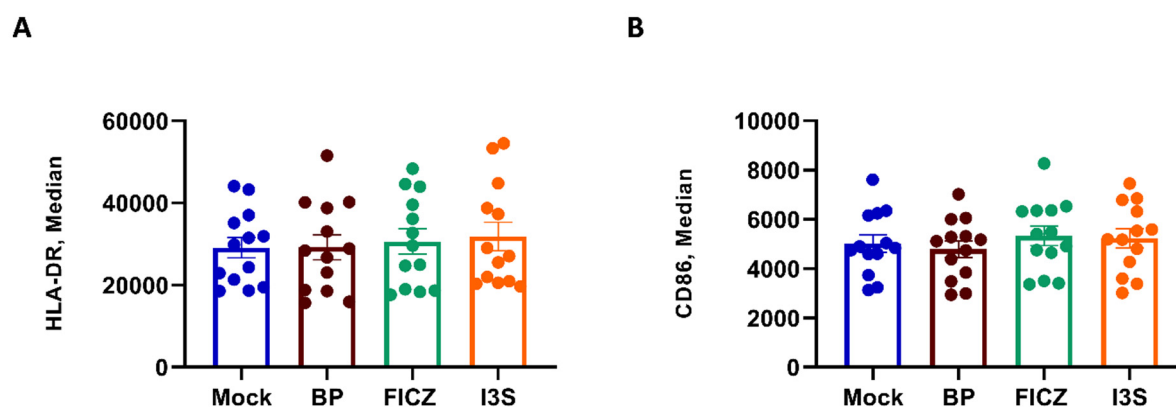 A
HLA-DR, Median
60000
40000
20000
0
Mock BP FICZ I3S
B
CD86, Median
10000
8000
6000
4000
2000
0
Mock BP FICZ I3S